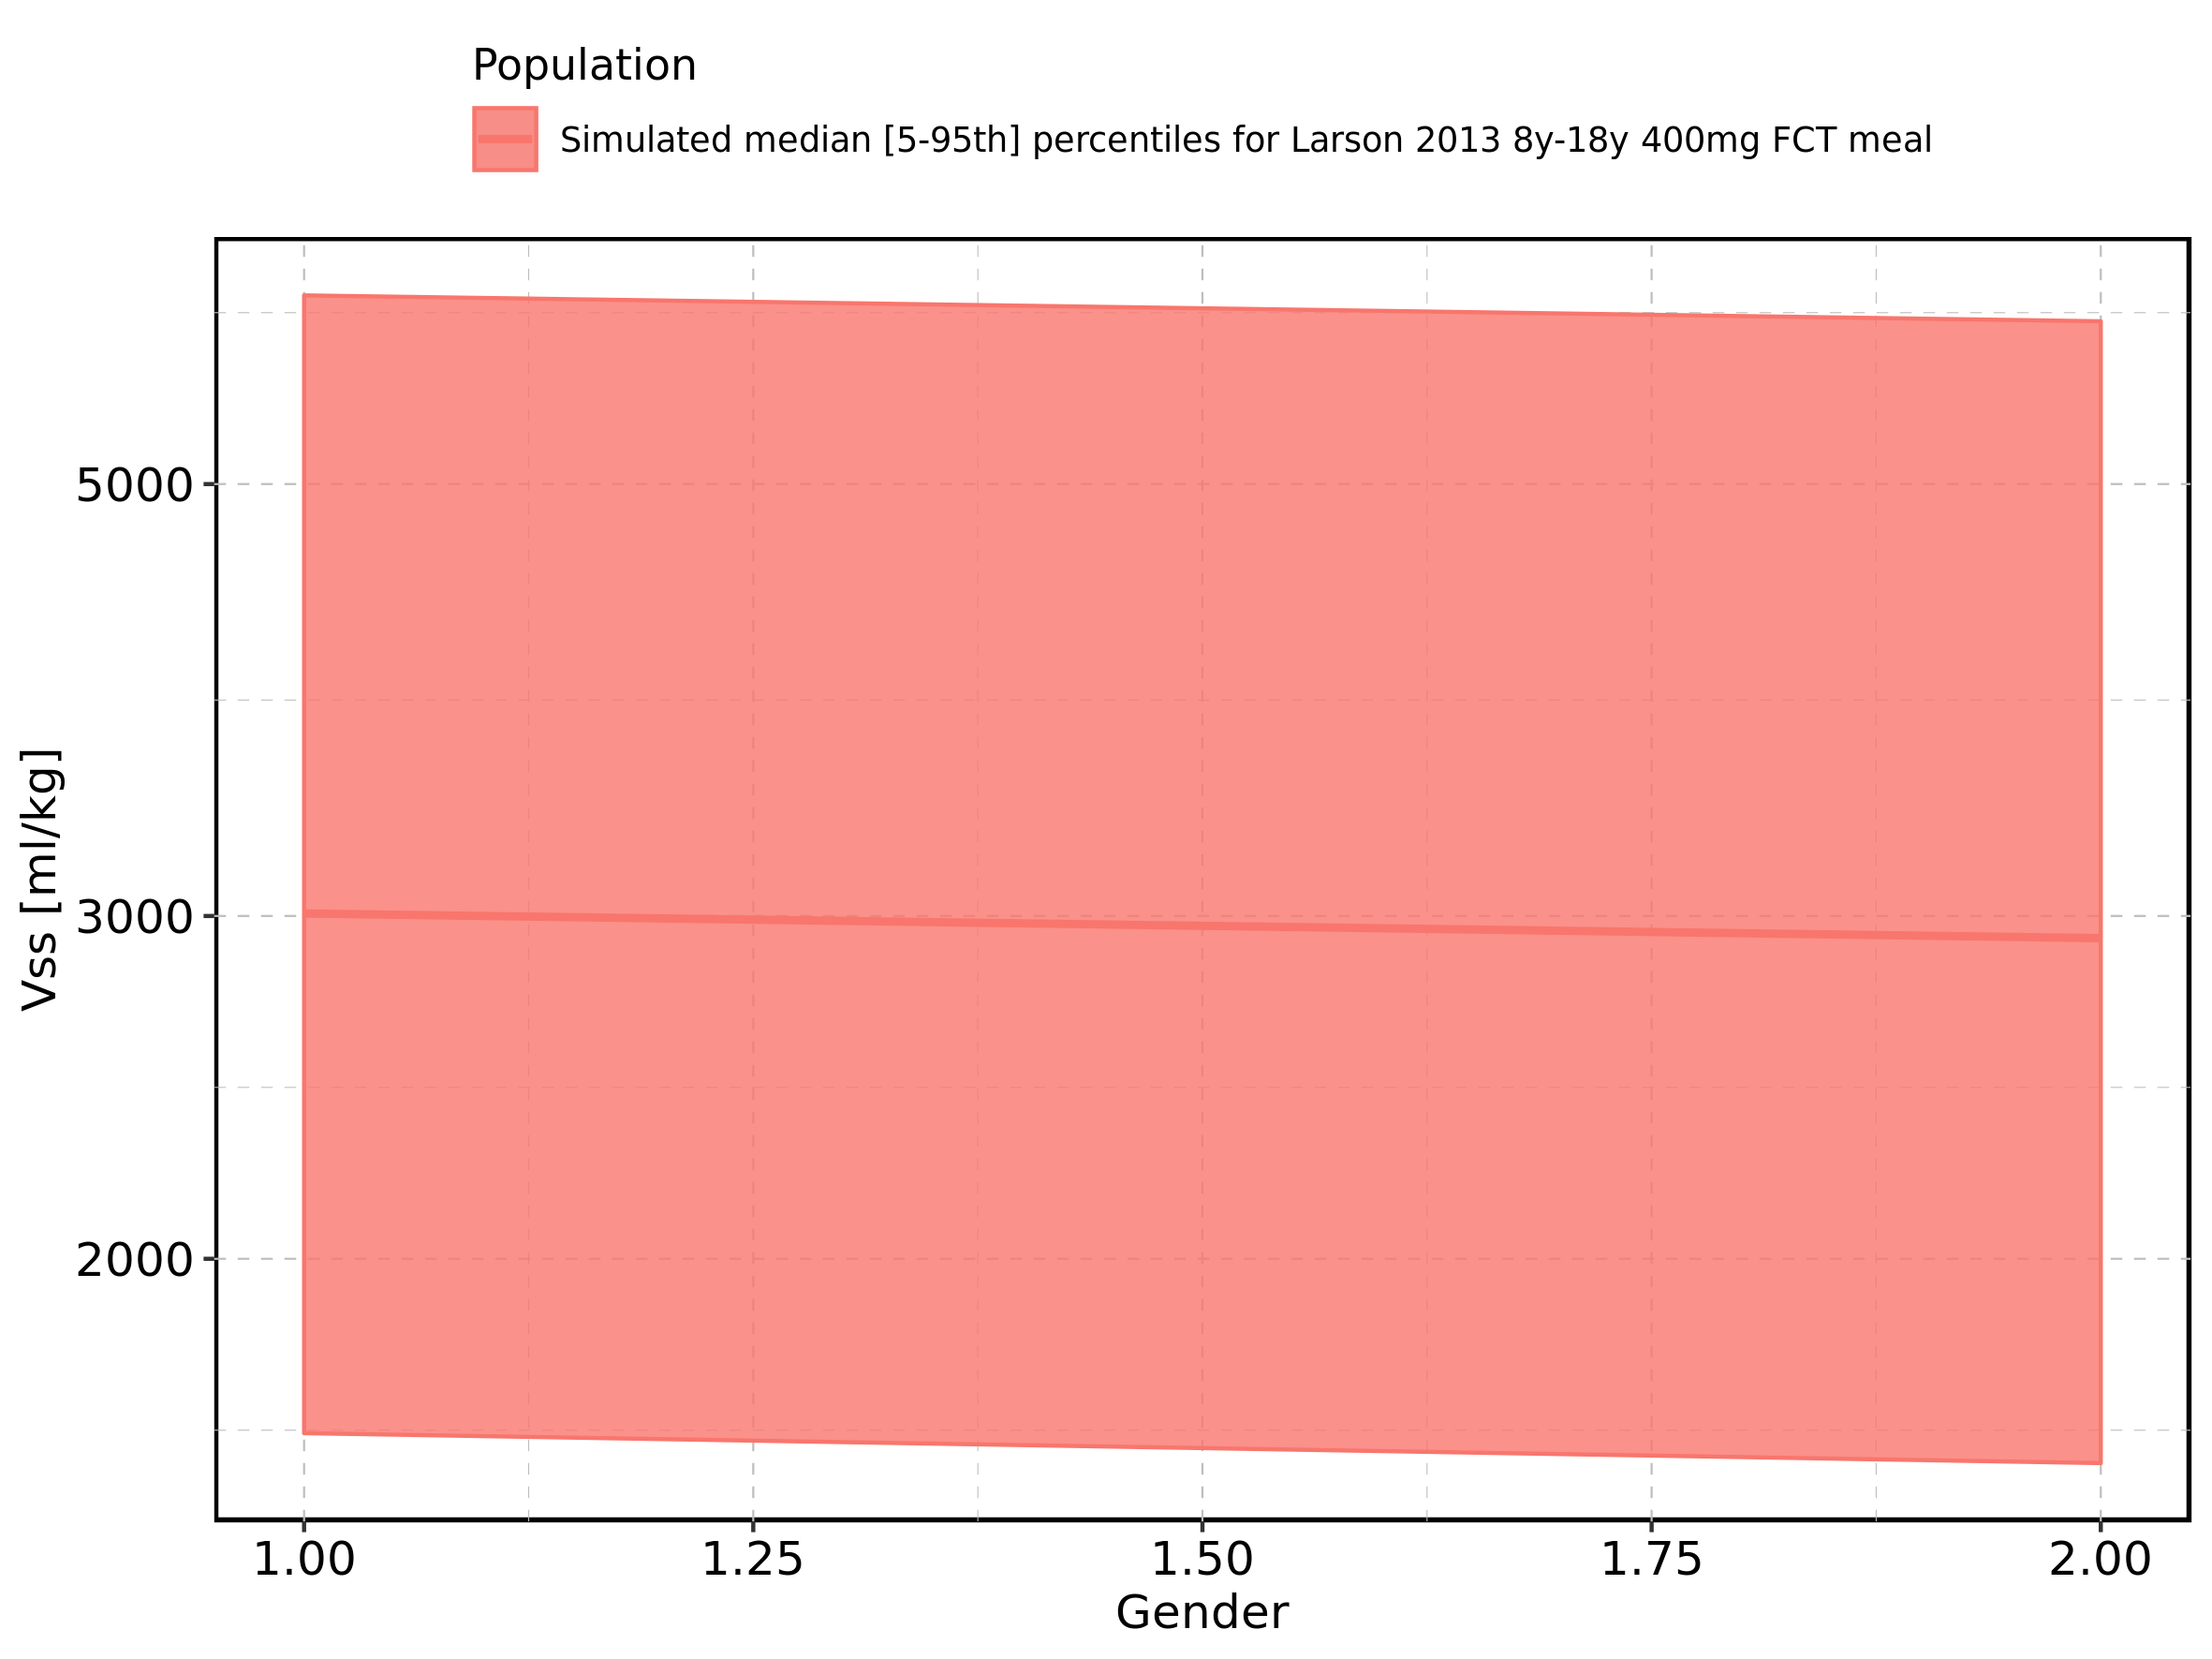 Population
Simulated median [5-95th] percentiles for Larson 2013 8y-18y 400mg FCT meal
Vss [ml/kg]
5000
3000
2000
1.00 1.25 1.50 1.75 2.00
Gender